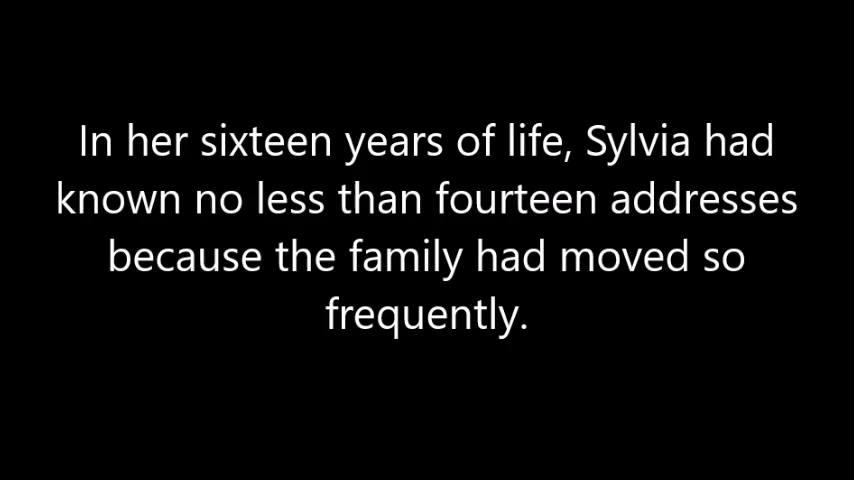 In her sixteen years of life, Sylvia had
known no less than fourteen addresses
because the family had moved so
frequently.